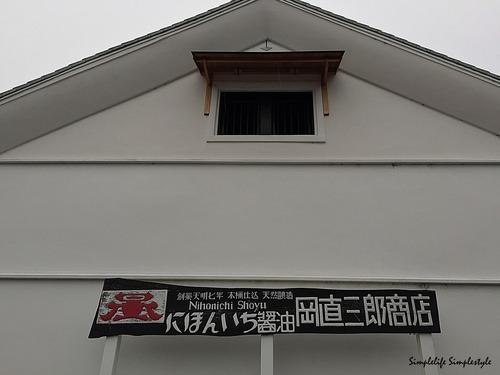 創業天明七年 木桶仕込 天然醸造
Nihonichi Shoyu
にほんいち醤油 岡直三郎商店
Simplelife Simplestyle